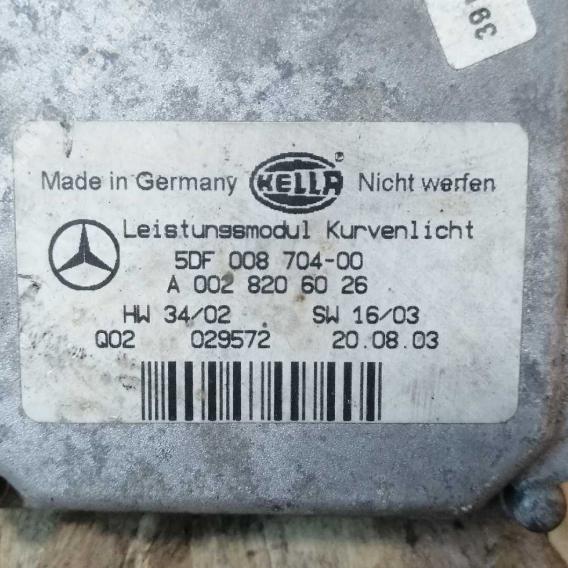 Made in Germany HELLA ® Nicht werfen
Leistungsmodul Kurvenlicht
5DF 008 704-00
A 002 820 60 26
HW 34/02 SW 16/03
Q02 029572 20.08.03